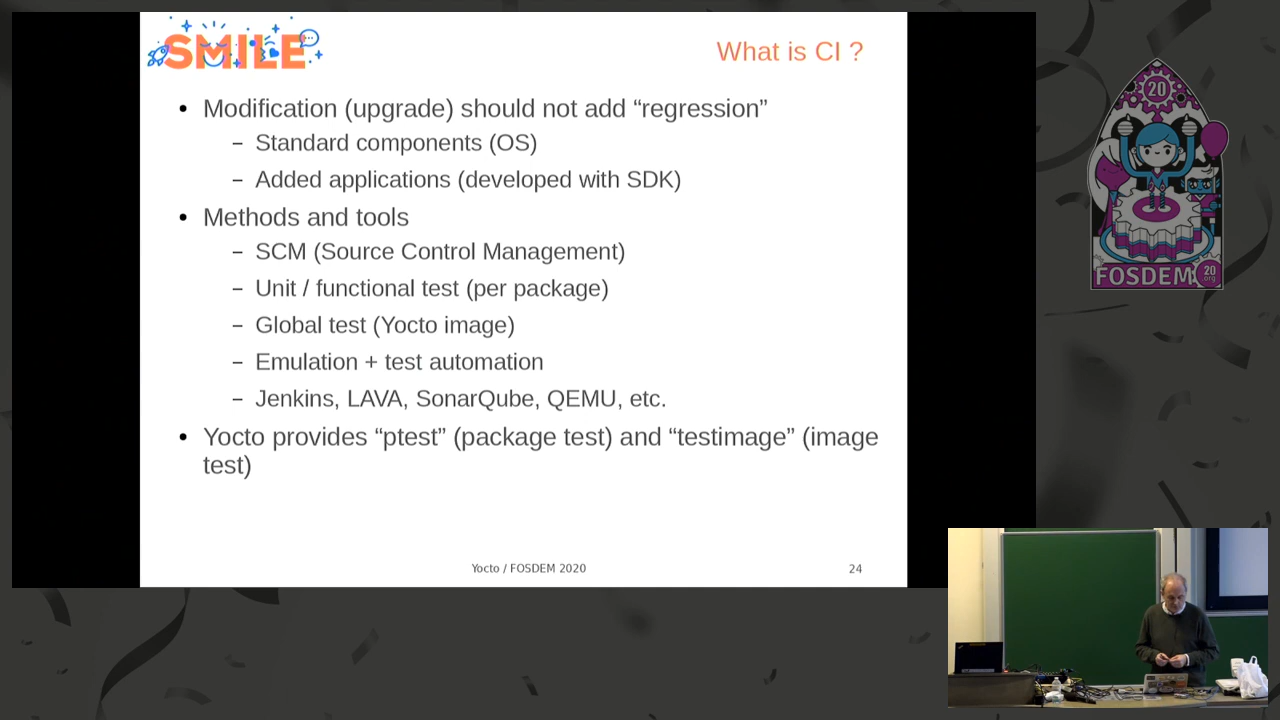 SMILE
What is CI ?
• Modification (upgrade) should not add “regression”
– Standard components (OS)
– Added applications (developed with SDK)
• Methods and tools
– SCM (Source Control Management)
– Unit / functional test (per package)
– Global test (Yocto image)
– Emulation + test automation
– Jenkins, LAVA, SonarQube, QEMU, etc.
• Yocto provides “ptest” (package test) and “testimage” (image
test)
Yocto / FOSDEM 2020
24
20
FOSDEM
20
org